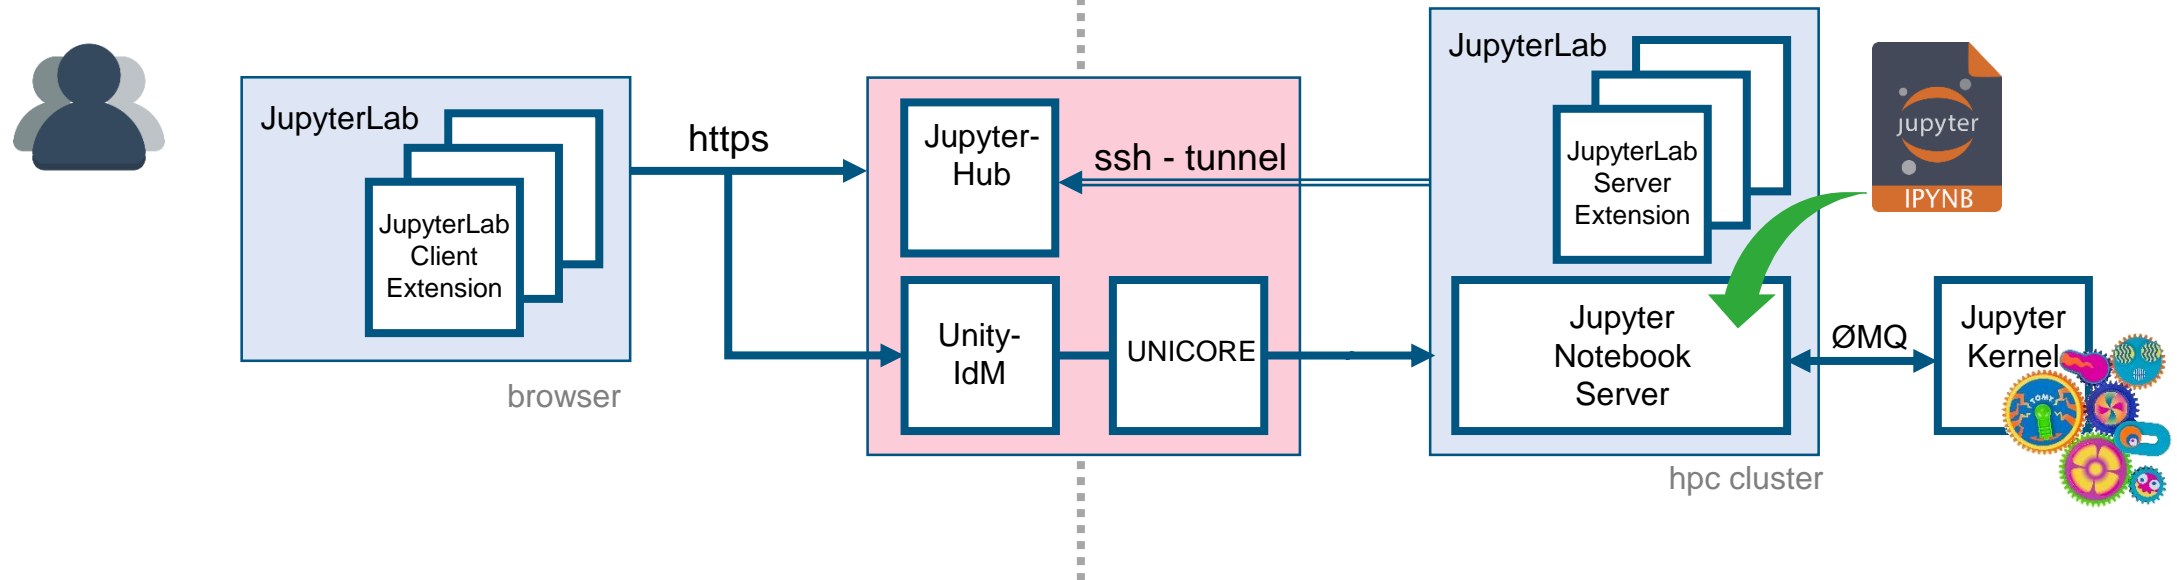 JupyterLab
JupyterLab
Client
Extension
browser
https
Jupyter-
Hub
ssh - tunnel
Unity-
IdM
UNICORE
JupyterLab
JupyterLab
Server
Extension
Jupyter
Notebook
Server
hpc cluster
jupyter
IPYNB
ØMQ
Jupyter
Kernel
TOMY